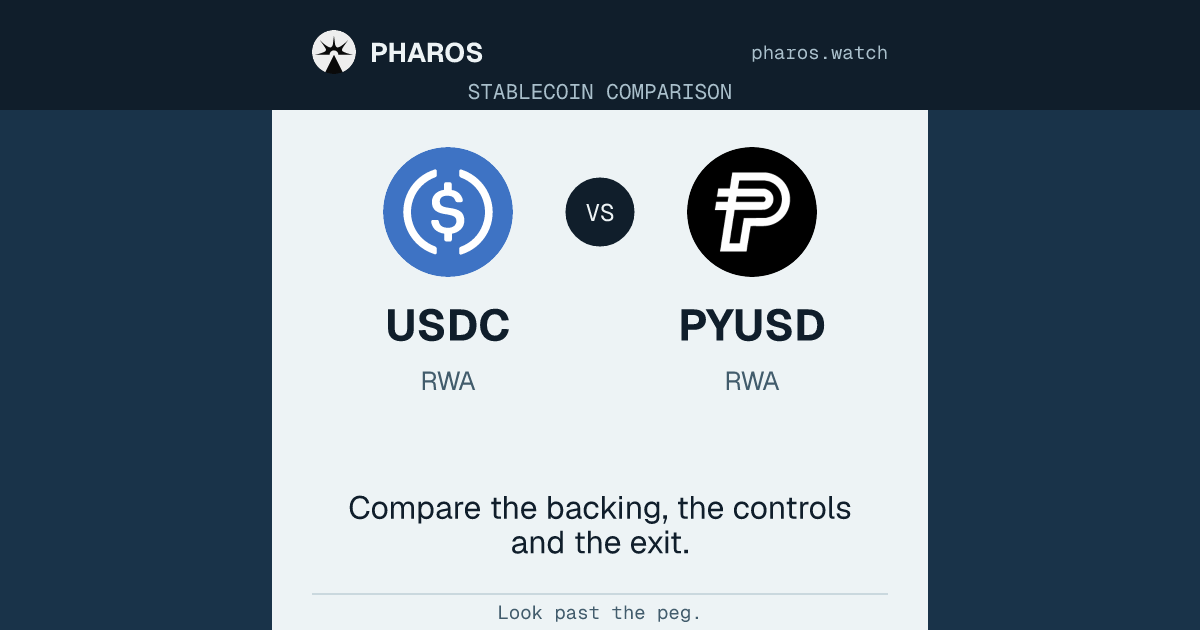 PHAROS
pharos.watch
STABLECOIN COMPARISON
VS
USDC
PYUSD
RWA
RWA
Compare the backing, the controls
and the exit.
Look past the peg.